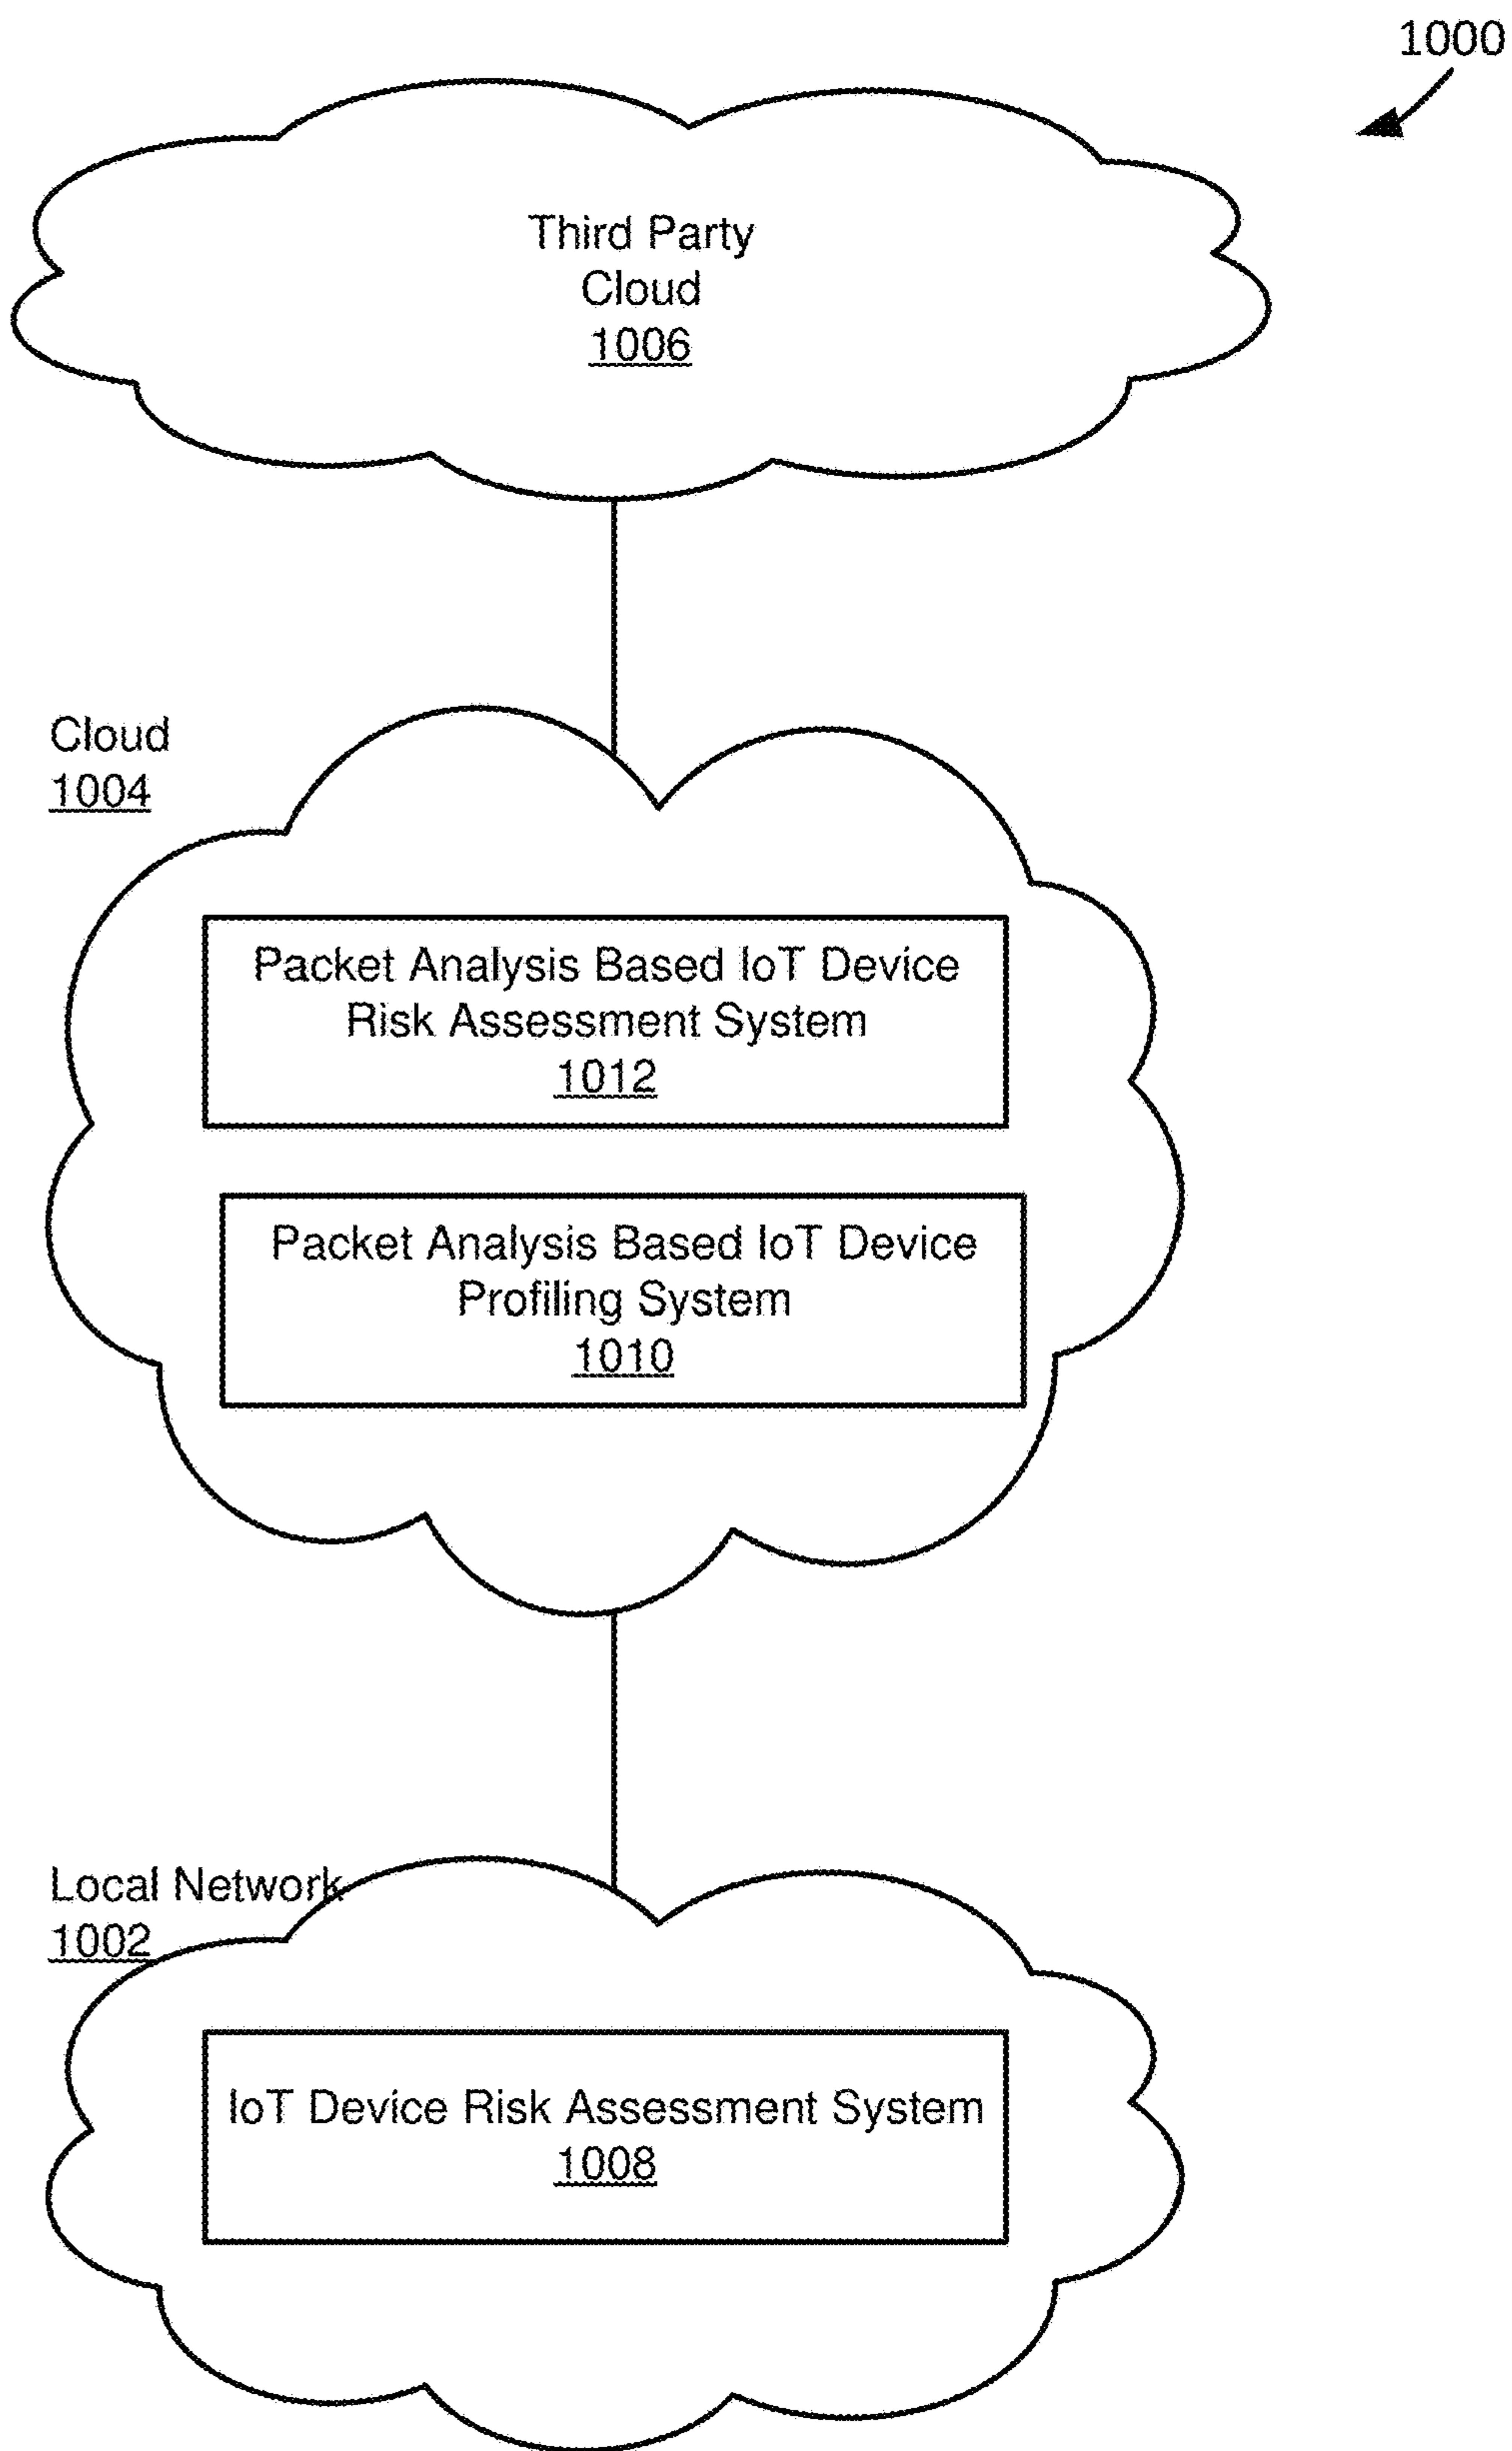 1000
Third Party
Cloud
1006
Cloud
1004
Packet Analysis Based IoT Device
Risk Assessment System
1012
Packet Analysis Based IoT Device
Profiling System
1010
Local Network
1002
IoT Device Risk Assessment System
1008